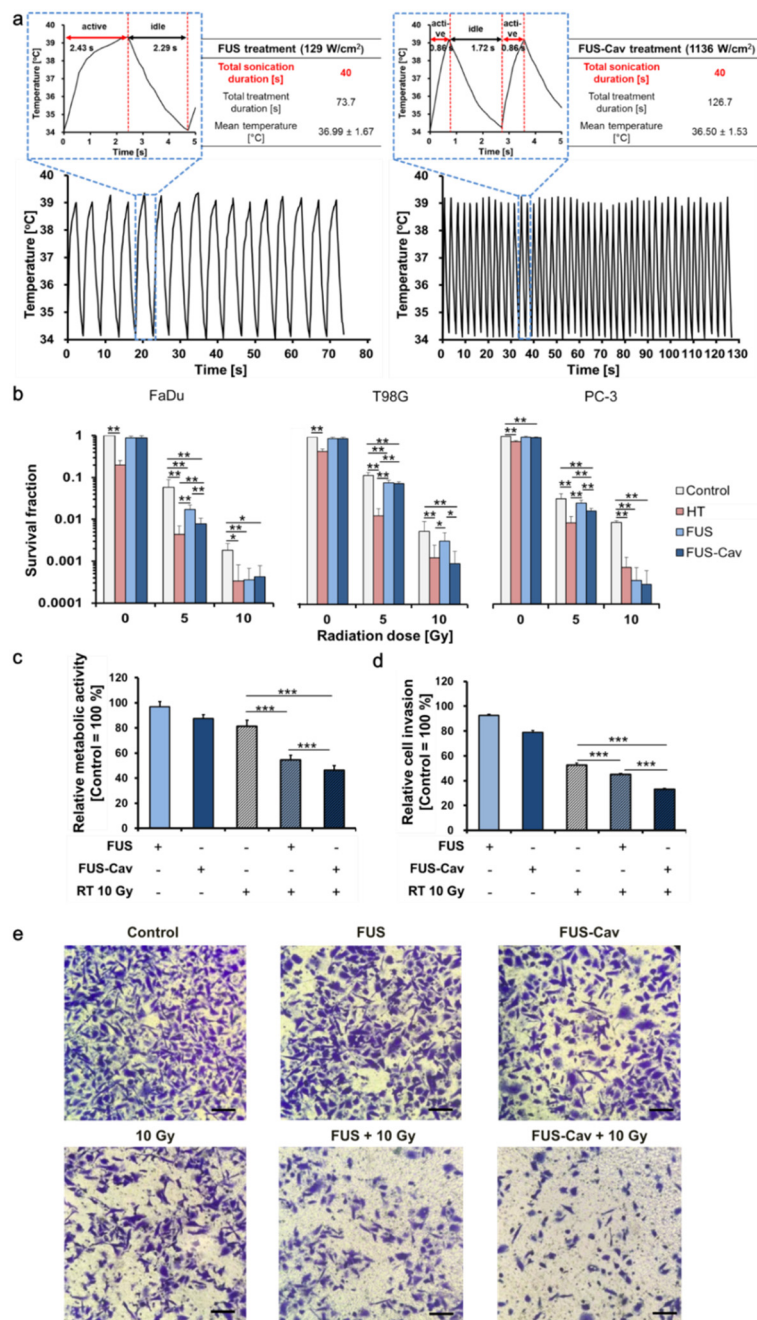 a
active
idle
2.43 s
2.29 s
Temperature [°C]
40
39
38
37
36
35
34
0 1 2 3 4 5
Time [s]
FUS treatment (129 W/cm²)
Total sonication duration [s] 40
Total treatment duration [s] 73.7
Mean temperature [°C] 36.99 ± 1.67
acti-ve
idle
acti-ve
0.86 s
1.72 s
0.86 s
Temperature [°C]
40
39
38
37
36
35
34
0 1 2 3 4 5
Time [s]
FUS-Cav treatment (1136 W/cm²)
Total sonication duration [s] 40
Total treatment duration [s] 126.7
Mean temperature [°C] 36.50 ± 1.53
Temperature [°C]
40
39
38
37
36
35
34
0 10 20 30 40 50 60 70 80
Time [s]
Temperature [°C]
40
39
38
37
36
35
34
0 10 20 30 40 50 60 70 80 90 100 110 120 130
Time [s]
b
FaDu T98G PC-3
Survival fraction
1
0.1
0.01
0.001
0.0001
** ** ** ** ** ** ** * *
** ** ** ** ** ** ** * *
** ** ** ** ** ** ** ** ** **
0 5 10 0 5 10 0 5 10
Radiation dose [Gy]
Control
HT
FUS
FUS-Cav
c
Relative metabolic activity
[Control = 100 %]
120
100
80
60
40
20
0
***
***
***
FUS + - - + -
FUS-Cav - + - - +
RT 10 Gy - - + + +
d
Relative cell invasion
[Control = 100 %]
120
100
80
60
40
20
0
***
***
***
+ - - + -
- + - - +
- - + + +
e
Control FUS FUS-Cav
10 Gy FUS + 10 Gy FUS-Cav + 10 Gy